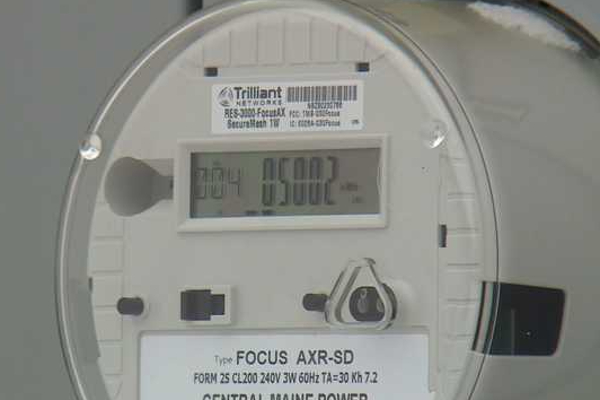 Trilliant
NETWORKS
RES-3000-FocusAX
SecureMesh 1W
004 05002
Type FOCUS AXR-SD
FORM 2S CL200 240V 3W 60Hz TA=30 Kh 7.2
CENTRAL MAINE POWER